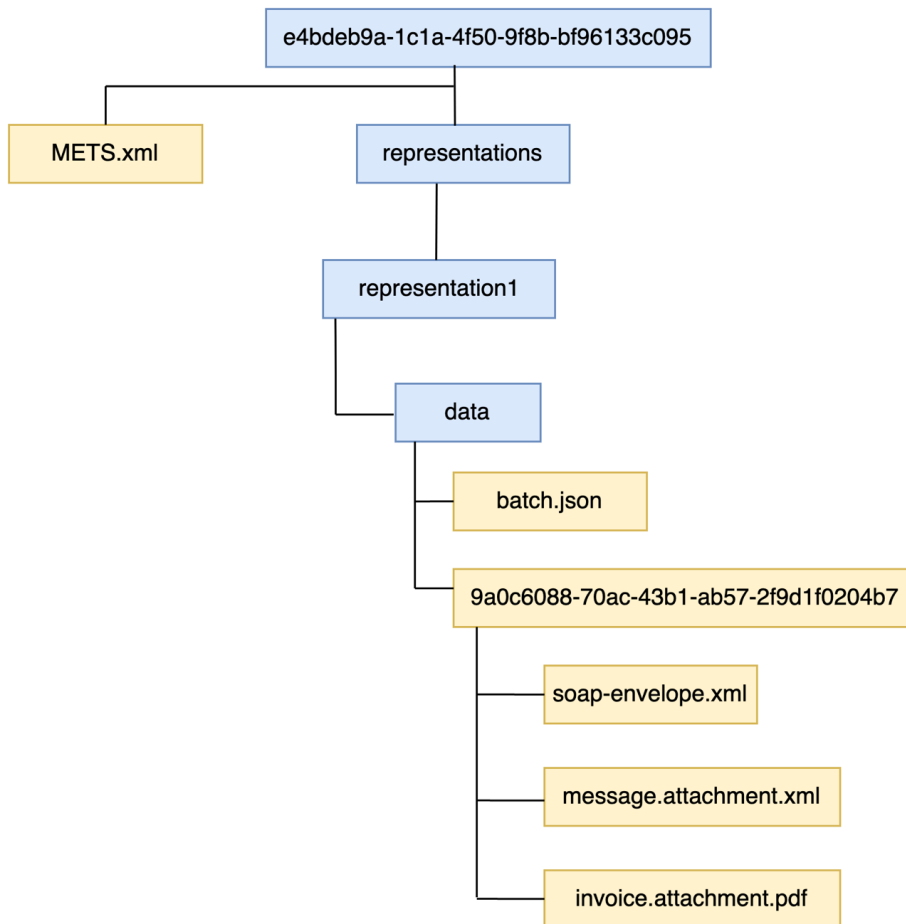 e4bdeb9a-1c1a-4f50-9f8b-bf96133c095
METS.xml
representations
representation1
data
batch.json
9a0c6088-70ac-43b1-ab57-2f9d1f0204b7
soap-envelope.xml
message.attachment.xml
invoice.attachment.pdf